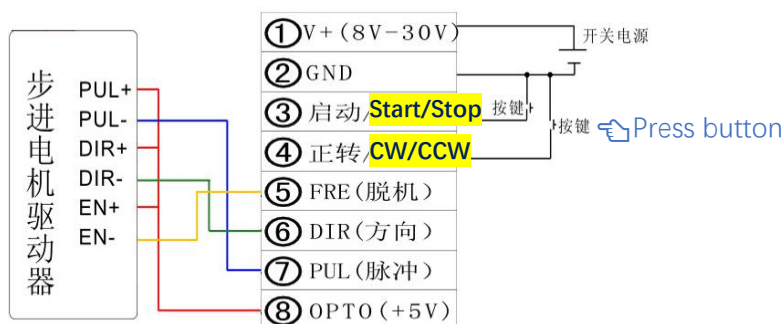 步进电机驱动器
PUL+
PUL-
DIR+
DIR-
EN+
EN-
①V+(8V-30V)
②GND
③启动/Start/Stop
④正转/CW/CCW
⑤FRE(脱机)
⑥DIR(方向)
⑦PUL(脉冲)
⑧OPTO(+5V)
开关电源
按键
按键
Press button